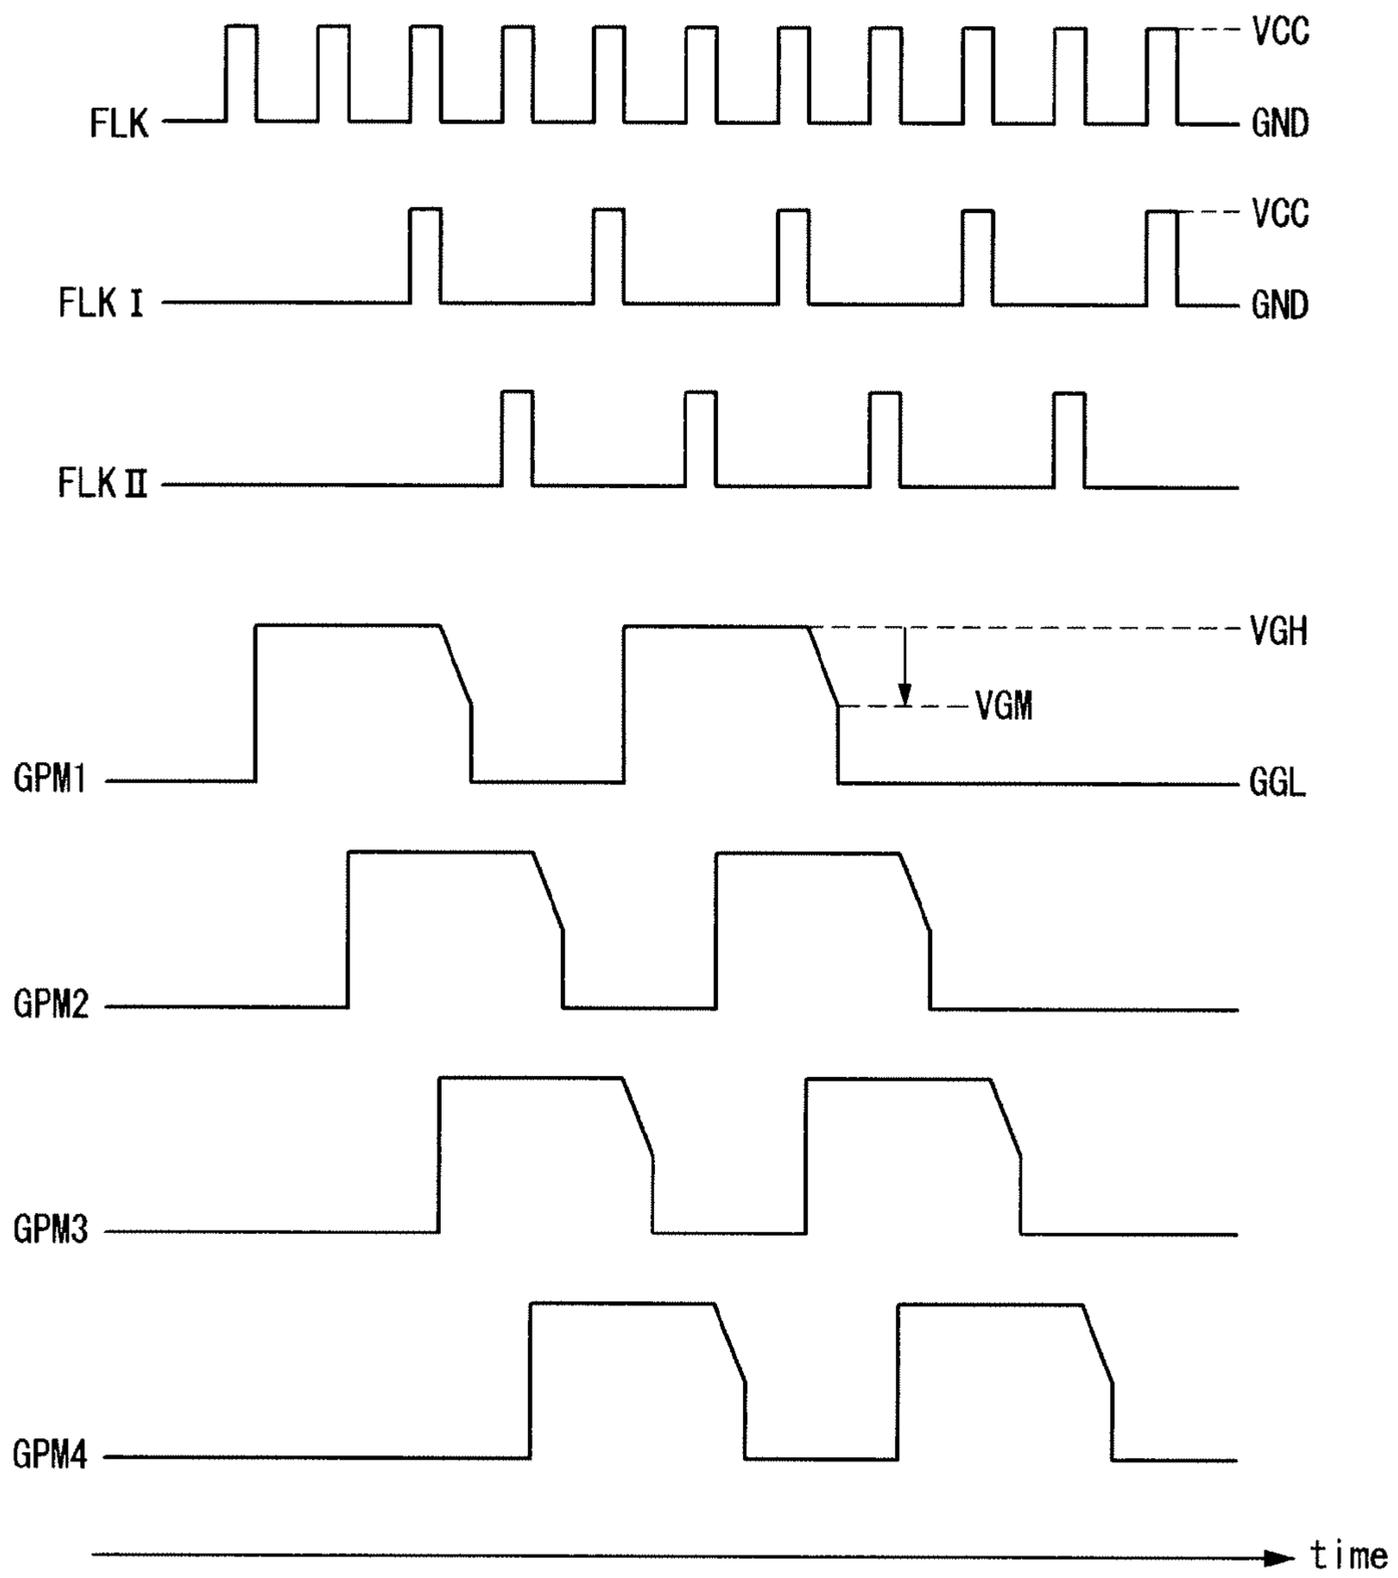 VCC
FLK
GND
VCC
FLK I
GND
FLK II
VGH
VGM
GPM1
GGL
GPM2
GPM3
GPM4
time